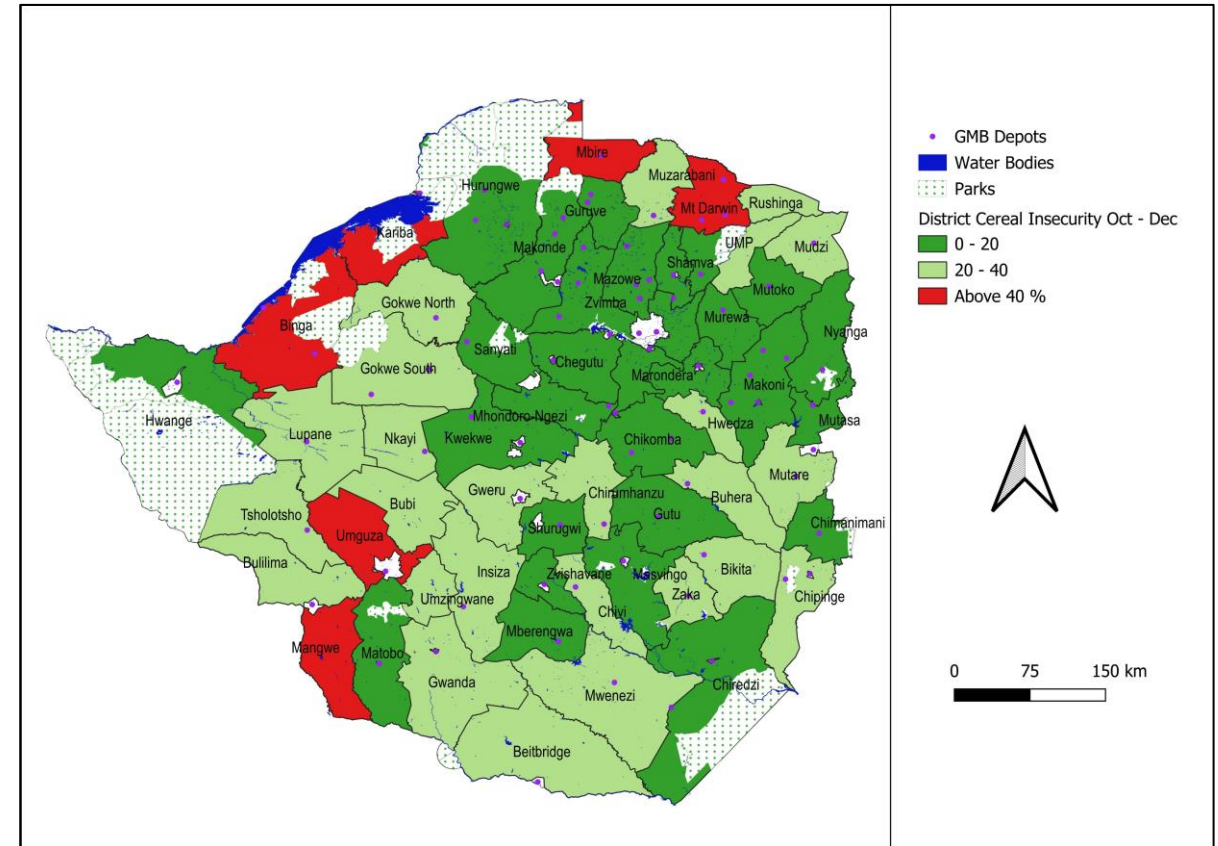 Mbire
Muzarabani
Hurungwe
Guruve
Mt Darwin
Rushinga
Kariba
Makonde
UMP
Mudzi
Shamva
Mazowe
Mutoko
Gokwe North
Zvimba
Murewa
Nyanga
Binga
Sanyati
Gokwe South
Chegutu
Marondera
Makoni
Hwange
Mhondoro-Ngezi
Hwedza
Mutasa
Lupane
Nkayi
Kwekwe
Chikomba
Mutare
Gweru
Chirumhanzu
Buhera
Tsholotsho
Bubi
Gutu
Chimanimani
Umguza
Shurugwi
Bulilima
Insiza
Zvishavane
Masvingo
Bikita
Umzingwane
Zaka
Chipinge
Chivi
Mberengwa
Mangwe
Matobo
Gwanda
Mwenezi
Chiredzi
Beitbridge
GMB Depots
Water Bodies
Parks
District Cereal Insecurity Oct - Dec
0 - 20
20 - 40
Above 40 %
0 75 150 km